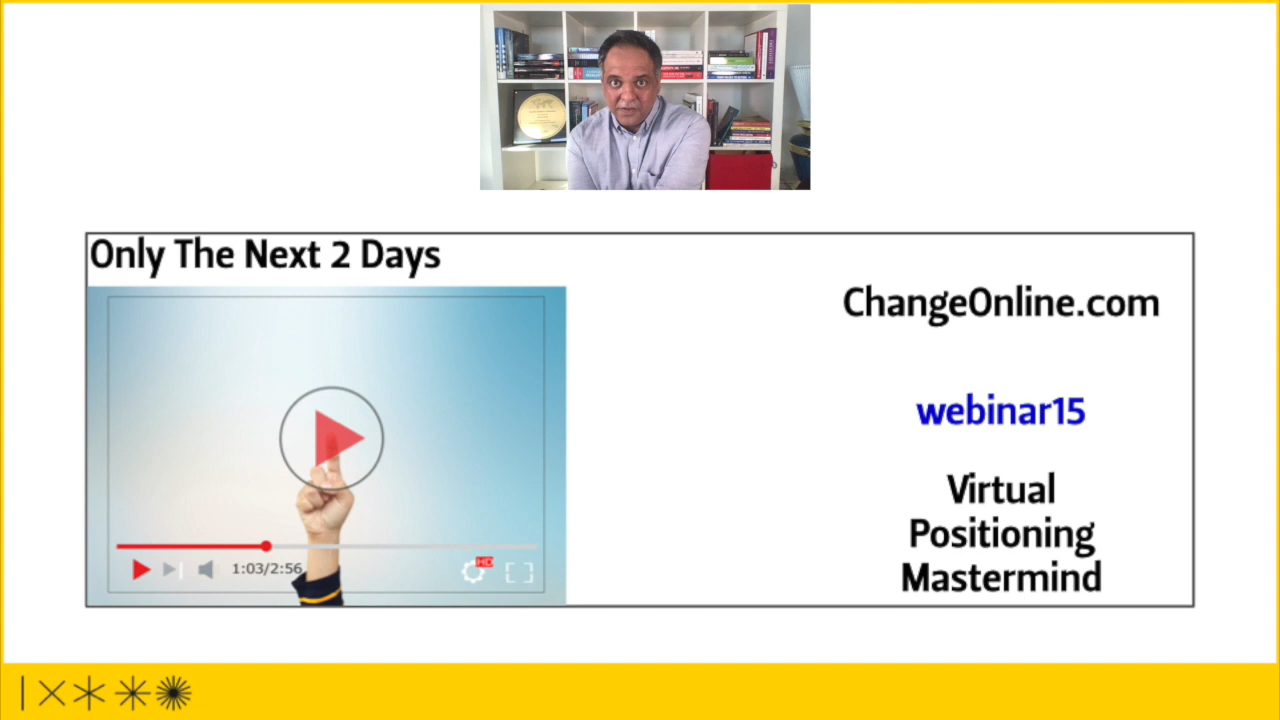 Only The Next 2 Days
ChangeOnline.com
webinar15
Virtual
Positioning
Mastermind
1:03/2:56
HD